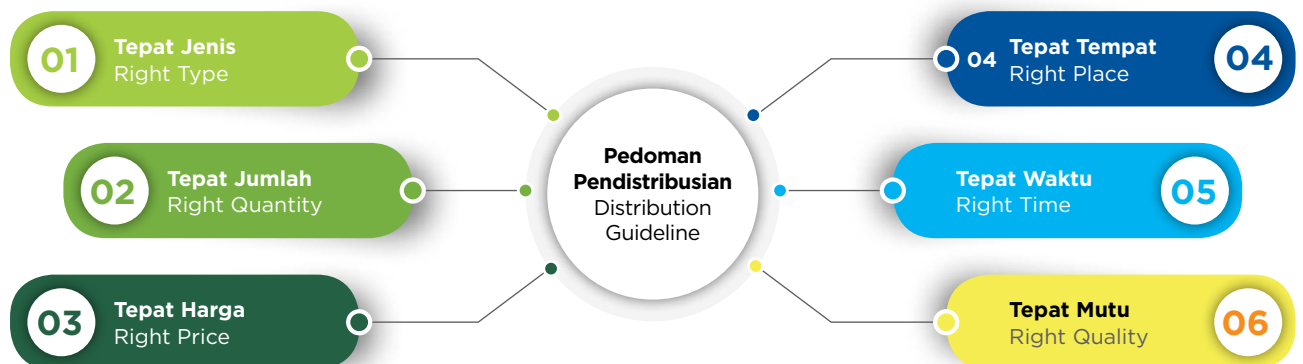 01
Tepat Jenis
Right Type
02
Tepat Jumlah
Right Quantity
03
Tepat Harga
Right Price
Pedoman
Pendistribusian
Distribution
Guideline
04
Tepat Tempat
Right Place
04
Tepat Waktu
Right Time
05
Tepat Mutu
Right Quality
06